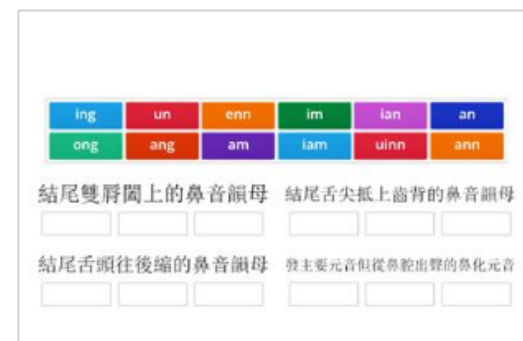 ing un enn im ian an
ong ang am iam uinn ann
結尾雙脣闔上的鼻音韻母 結尾舌尖抵上齒背的鼻音韻母
結尾舌頭往後縮的鼻音韻母 發主要元音但從鼻腔出聲的鼻化元音